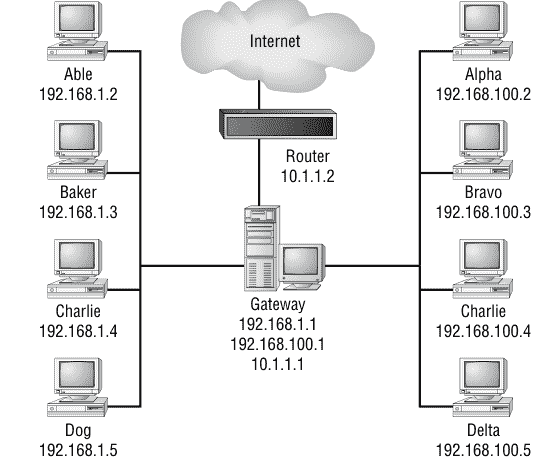 Internet
Able
192.168.1.2
Alpha
192.168.100.2
Router
10.1.1.2
Baker
192.168.1.3
Bravo
192.168.100.3
Gateway
192.168.1.1
192.168.100.1
10.1.1.1
Charlie
192.168.1.4
Charlie
192.168.100.4
Dog
192.168.1.5
Delta
192.168.100.5